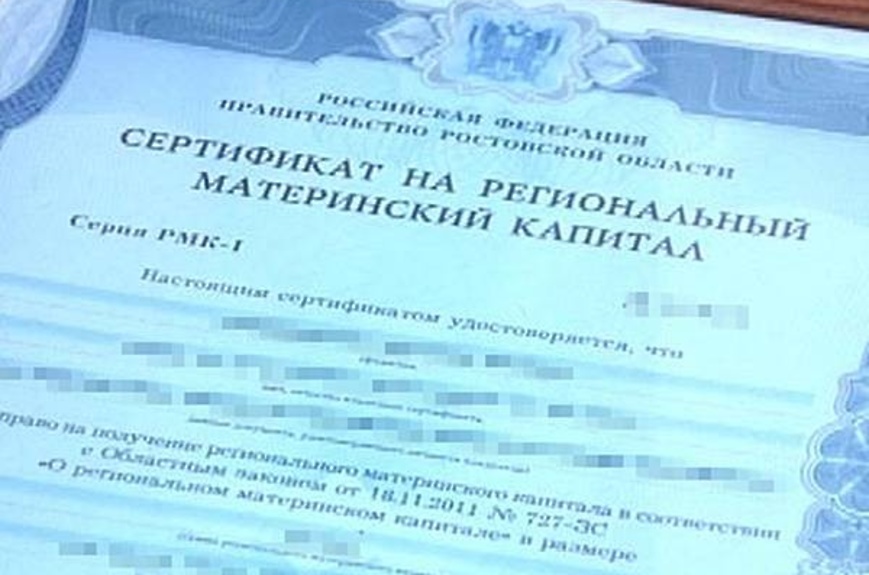 РОССИЙСКАЯ ФЕДЕРАЦИЯ
ПРАВИТЕЛЬСТВО РОСТОВСКОЙ ОБЛАСТИ
СЕРТИФИКАТ НА РЕГИОНАЛЬНЫЙ
МАТЕРИНСКИЙ КАПИТАЛ
Серия РМК-I
Настоящим сертификатом удостоверяется, что
право на получение регионального материнского капитала в соответствии
с Областным законом от 18.11.2011 № 727-ЗС
«О региональном материнском капитале» в размере